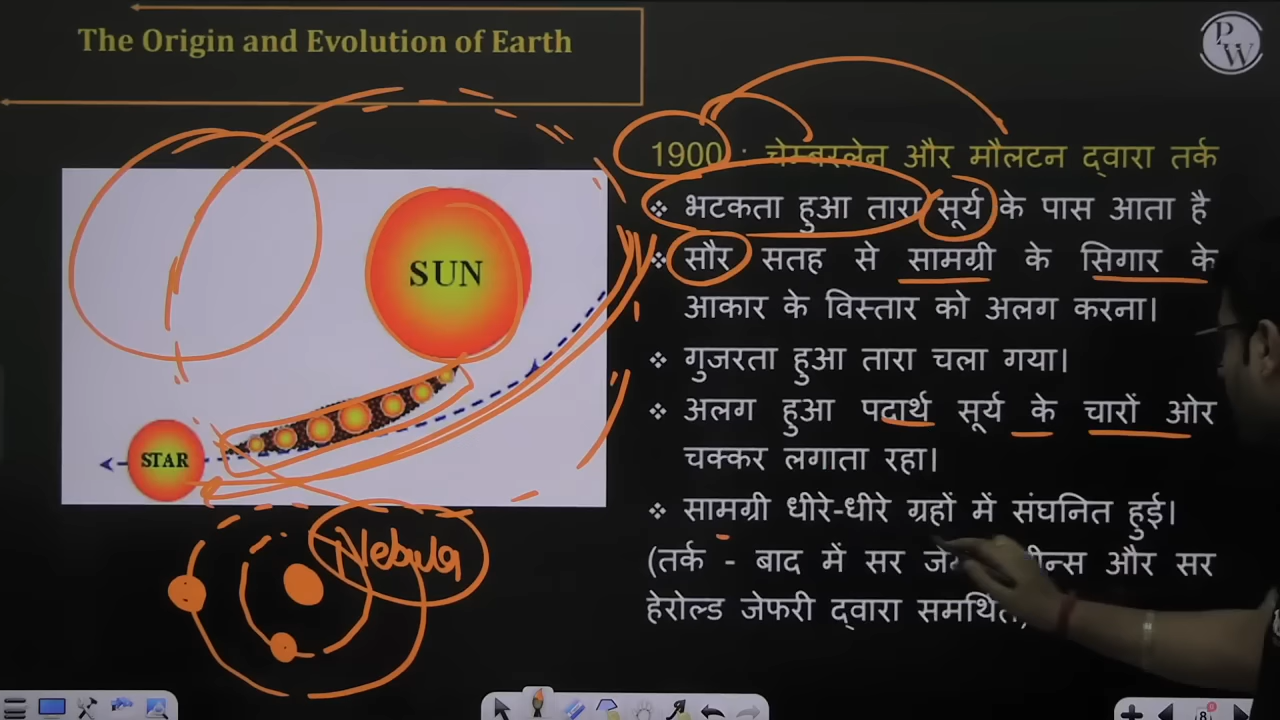 The Origin and Evolution of Earth
PW
1900 : चेम्बरलेन और मौलटन द्वारा तर्क
❖ भटकता हुआ तारा सूर्य के पास आता है
❖ सौर सतह से सामग्री के सिगार के
आकार के विस्तार को अलग करना।
❖ गुजरता हुआ तारा चला गया।
❖ अलग हुआ पदार्थ सूर्य के चारों ओर
चक्कर लगाता रहा।
❖ सामग्री धीरे-धीरे ग्रहों में संघनित हुई।
(तर्क - बाद में सर और सर
हेरोल्ड जेफरी द्वारा समर्थित)
SUN
STAR
Nebula
8